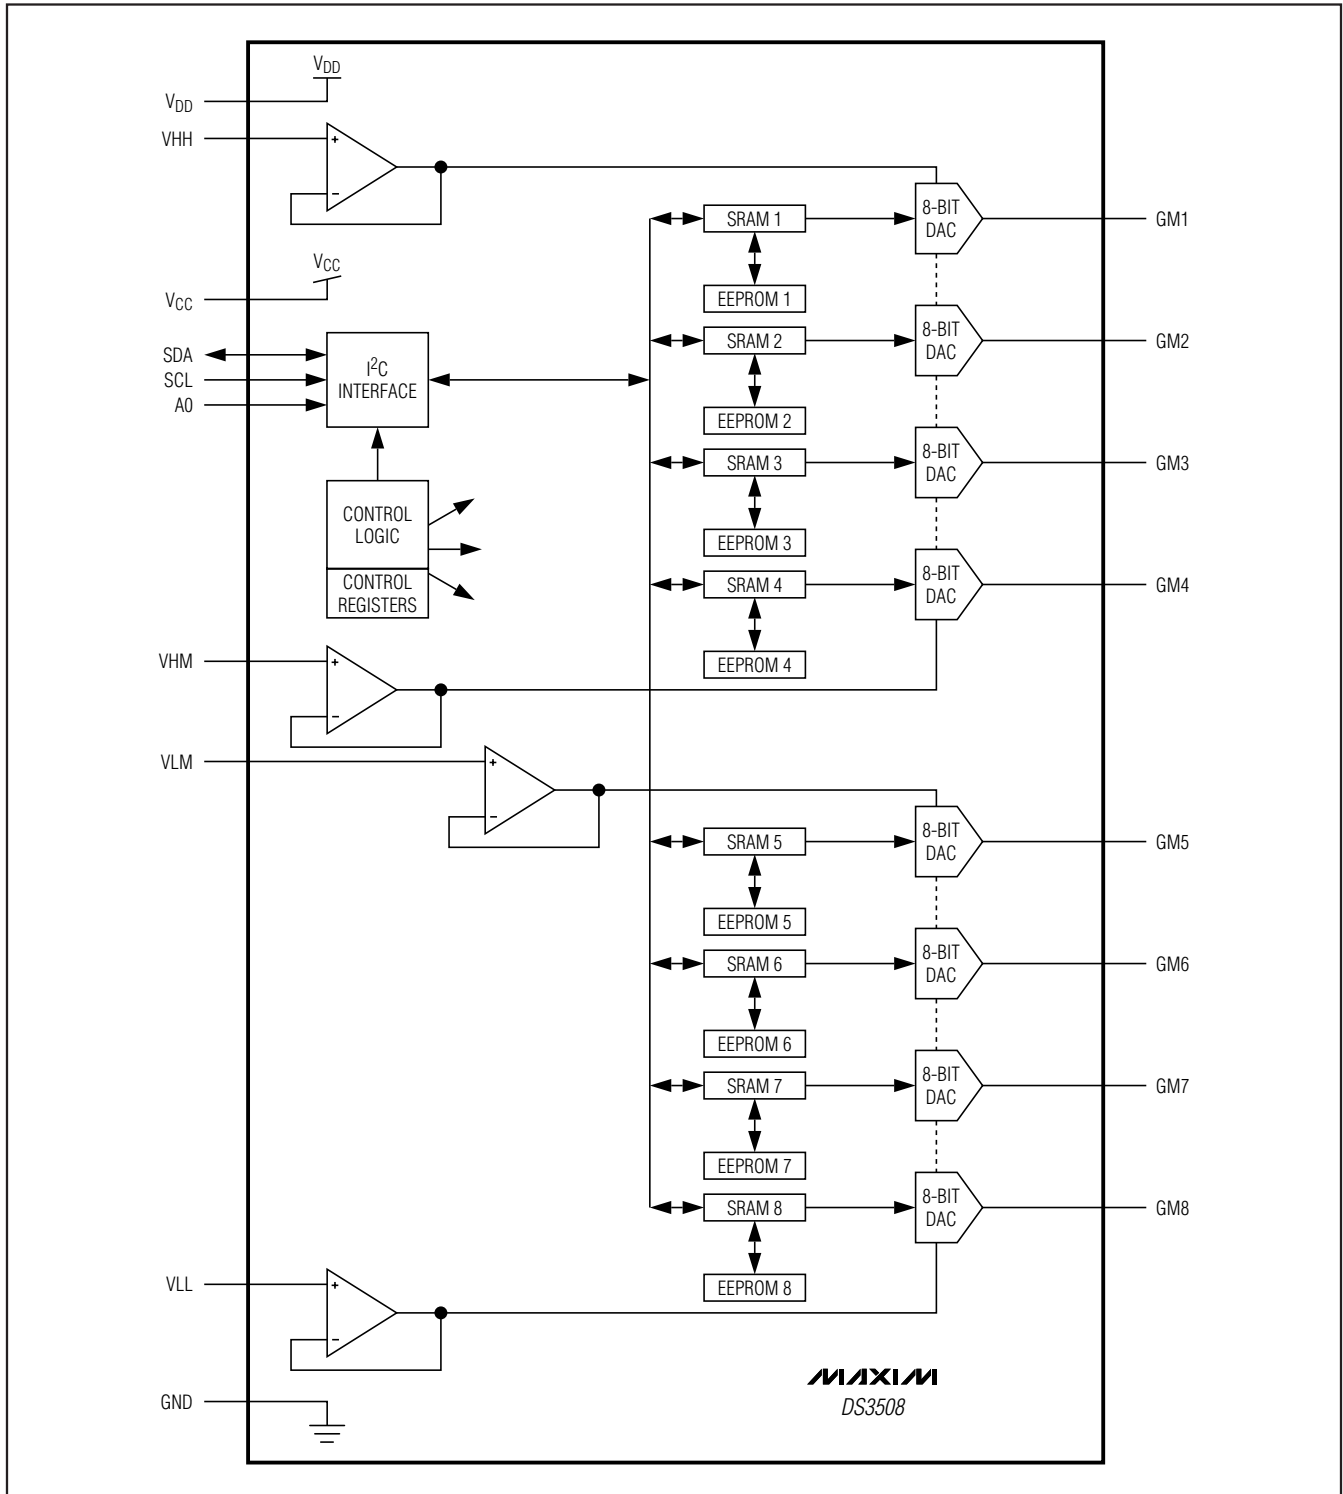 VDD
VDD
VHH
8-BIT
DAC
SRAM 1
GM1
VCC
VCC
EEPROM 1
8-BIT
DAC
SRAM 2
GM2
SDA
SCL
A0
I2C
INTERFACE
EEPROM 2
8-BIT
DAC
SRAM 3
GM3
CONTROL
LOGIC
EEPROM 3
CONTROL
REGISTERS
8-BIT
DAC
SRAM 4
GM4
VHM
EEPROM 4
VLM
8-BIT
DAC
SRAM 5
GM5
EEPROM 5
8-BIT
DAC
SRAM 6
GM6
EEPROM 6
8-BIT
DAC
SRAM 7
GM7
EEPROM 7
8-BIT
DAC
SRAM 8
GM8
VLL
EEPROM 8
MAXIM
DS3508
GND